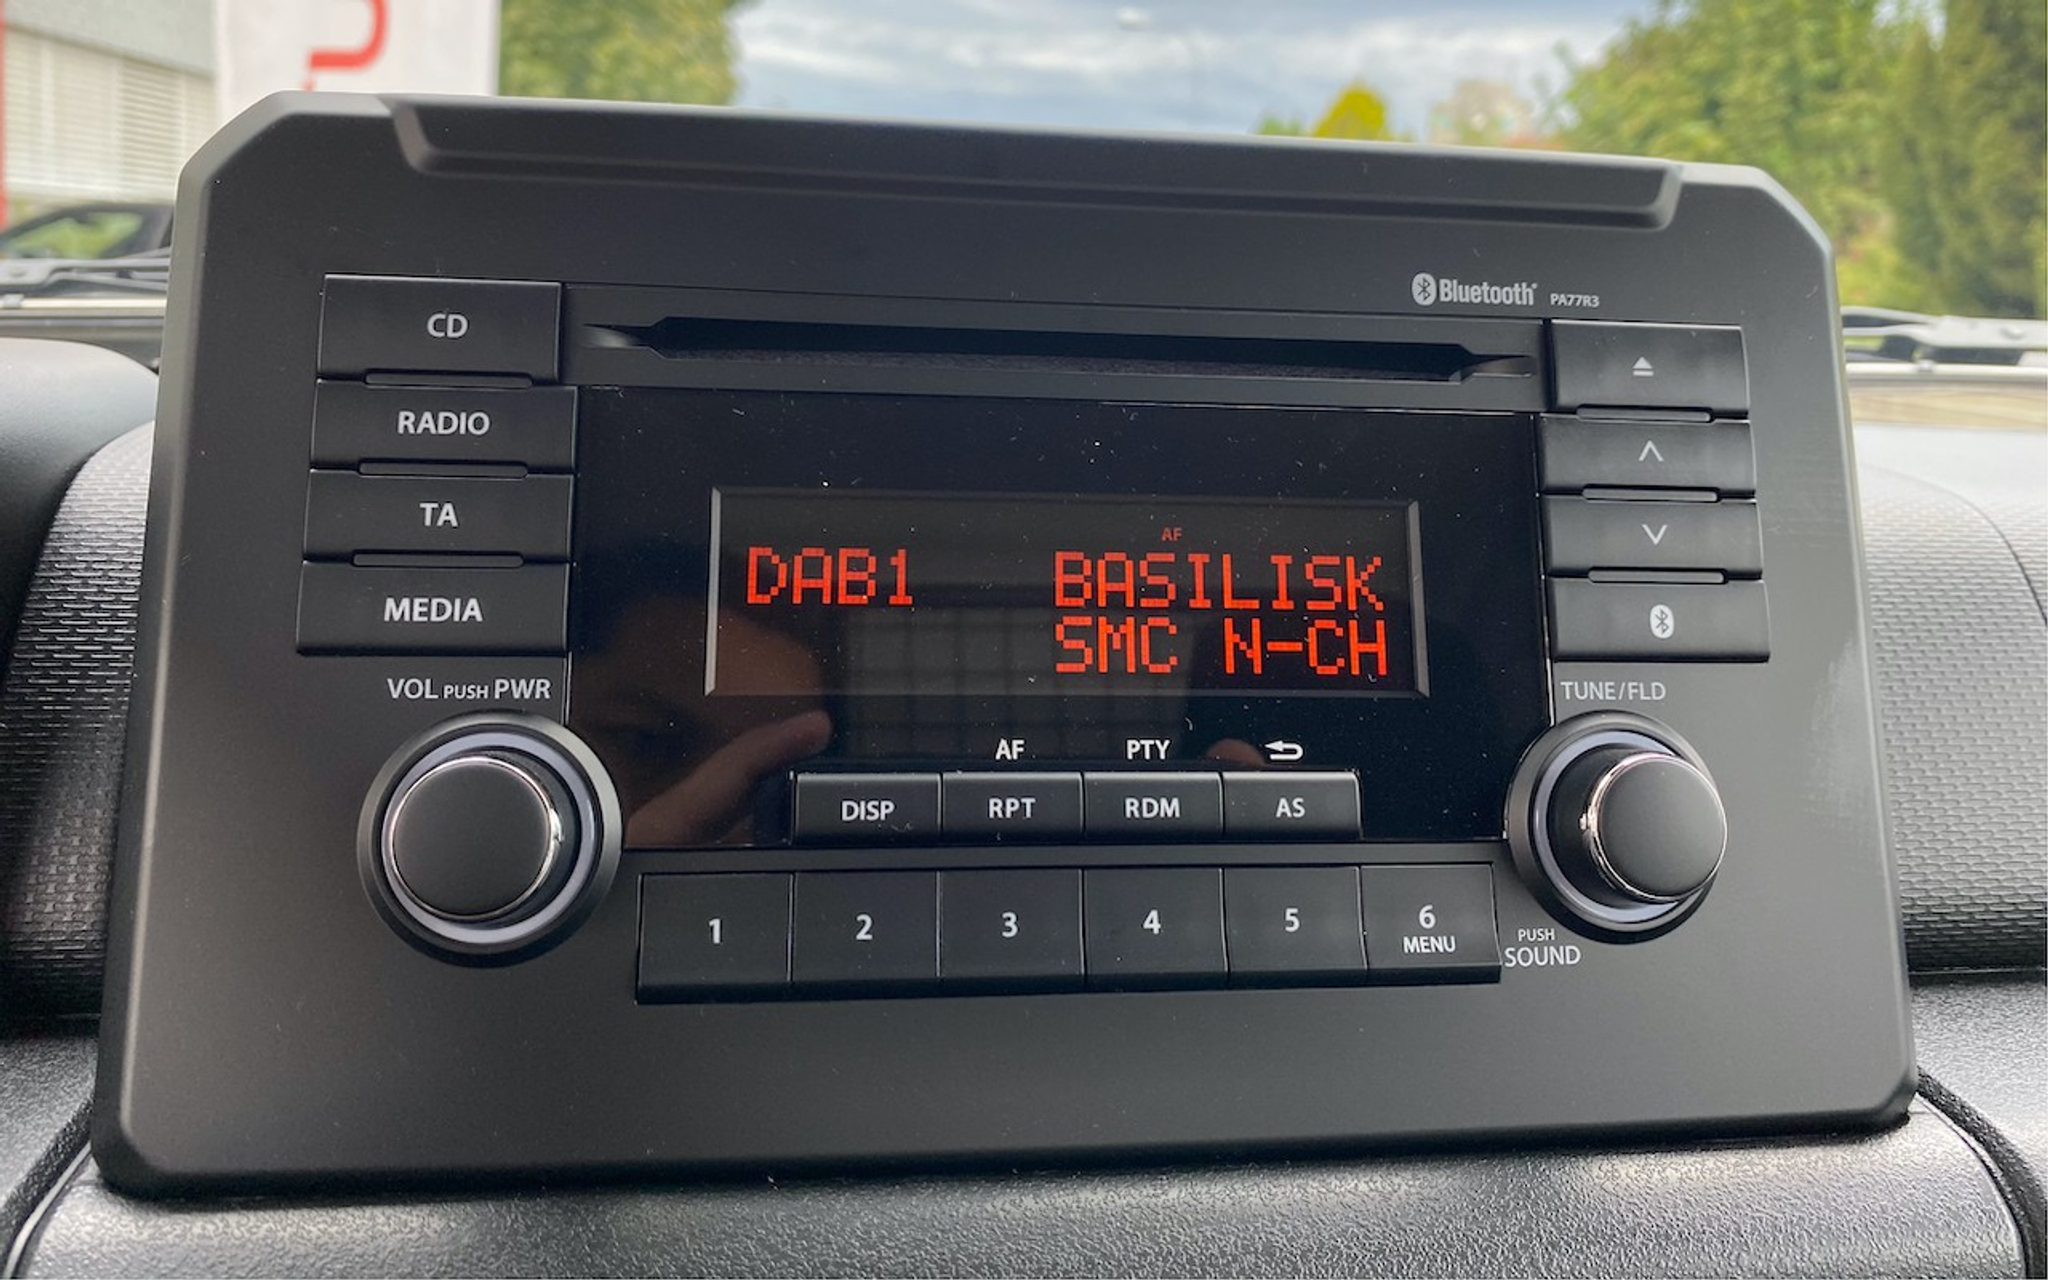 Bluetooth® PA77R3
CD
RADIO
TA
MEDIA
AF
DAB1 BASILISK
SMC N-CH
VOL PUSH PWR
TUNE/FLD
AF PTY
DISP RPT RDM AS
1 2 3 4 5 6
MENU
PUSH
SOUND